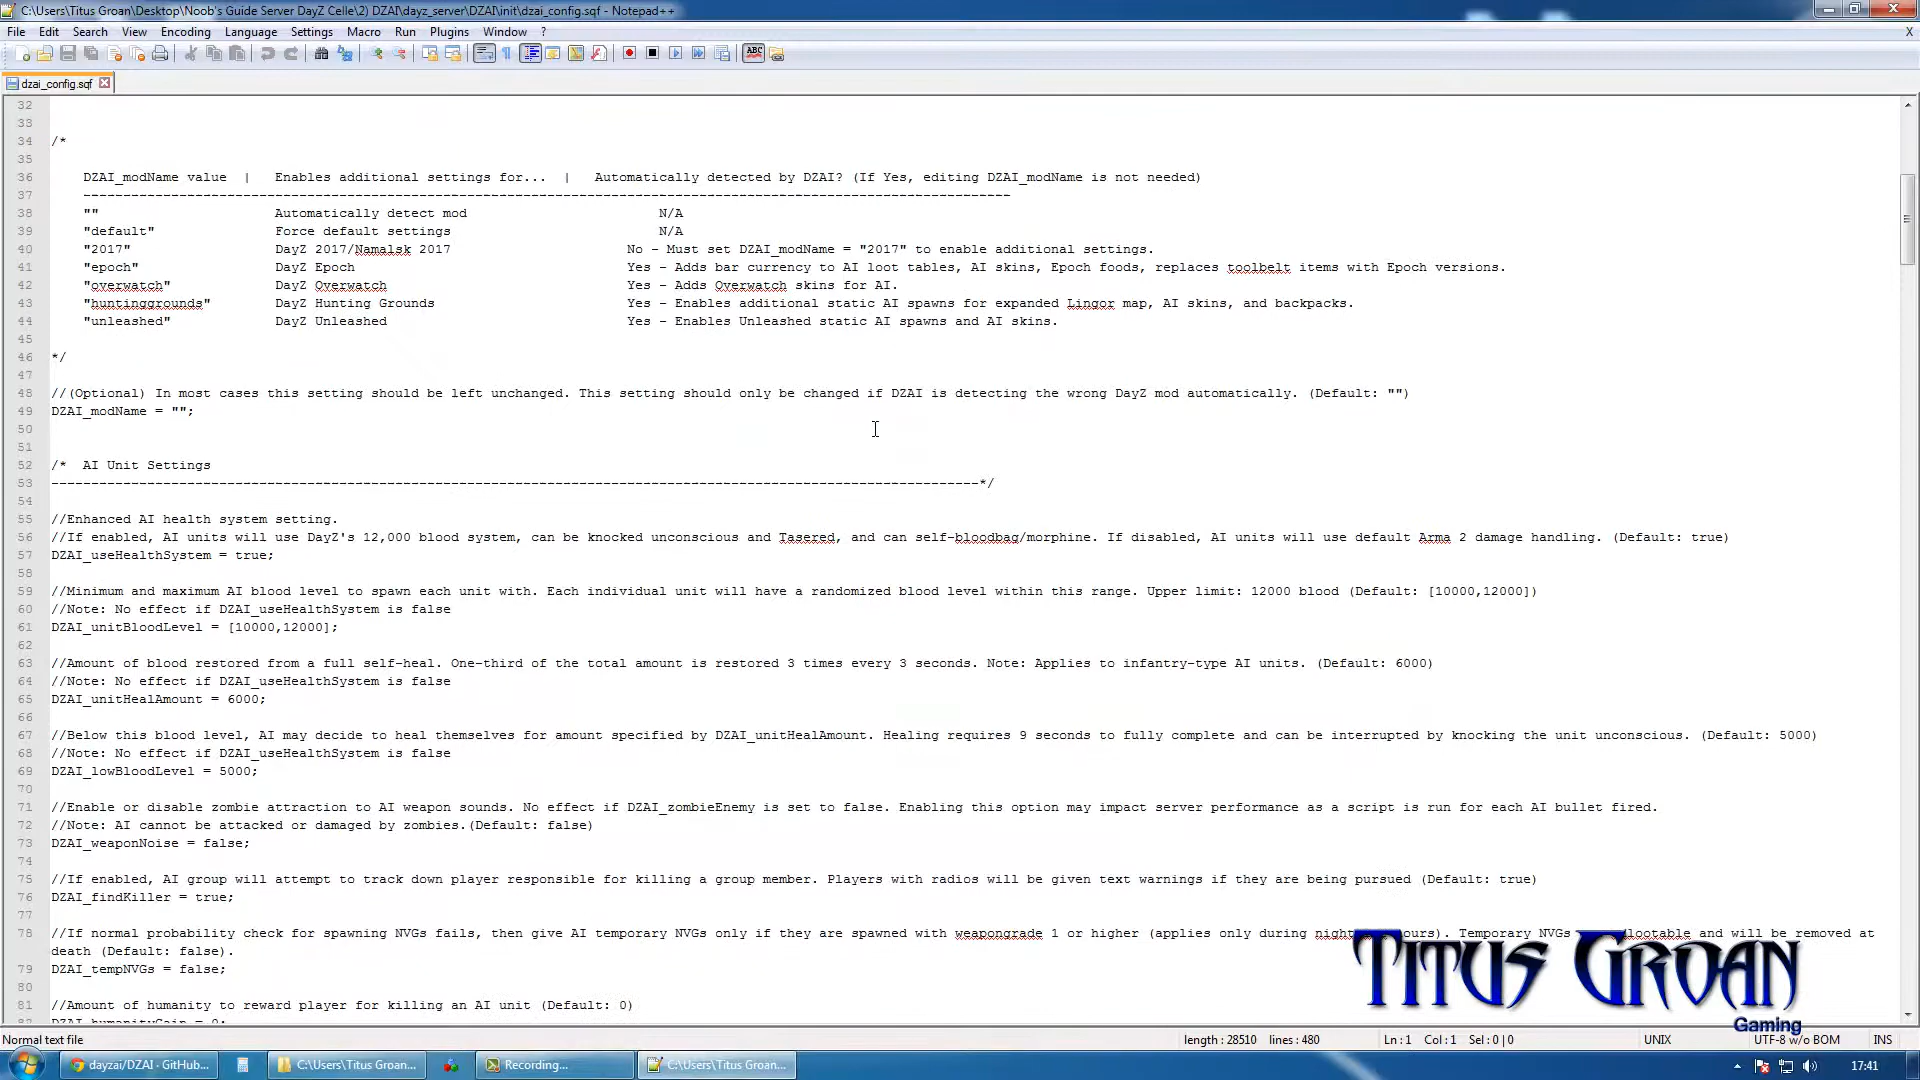 C:\Users\Titus Groan\Desktop\Noob's Guide Server DayZ Celle\2) DZAI\dayz_server\DZAI\init\dzai_config.sqf - Notepad++
File Edit Search View Encoding Language Settings Macro Run Plugins Window ? X
dzai_config.sqf
32
33
34 /*
35
36 DZAI_modName value | Enables additional settings for... | Automatically detected by DZAI? (If Yes, editing DZAI_modName is not needed)
37 --------------------------------------------------------------------------------------------------------------------
38 "" Automatically detect mod N/A
39 "default" Force default settings N/A
40 "2017" DayZ 2017/Namalsk 2017 No - Must set DZAI_modName = "2017" to enable additional settings.
41 "epoch" DayZ Epoch Yes - Adds bar currency to AI loot tables, AI skins, Epoch foods, replaces toolbelt items with Epoch versions.
42 "overwatch" DayZ Overwatch Yes - Adds Overwatch skins for AI.
43 "huntinggrounds" DayZ Hunting Grounds Yes - Enables additional static AI spawns for expanded Lingor map, AI skins, and backpacks.
44 "unleashed" DayZ Unleashed Yes - Enables Unleashed static AI spawns and AI skins.
45
46 */
47
48 //(Optional) In most cases this setting should be left unchanged. This setting should only be changed if DZAI is detecting the wrong DayZ mod automatically. (Default: "")
49 DZAI_modName = "";
50
51
52 /* AI Unit Settings
53 --------------------------------------------------------------------------------------------------------------------*/
54
55 //Enhanced AI health system setting.
56 //If enabled, AI units will use DayZ's 12,000 blood system, can be knocked unconscious and Tasered, and can self-bloodbag/morphine. If disabled, AI units will use default Arma 2 damage handling. (Default: true)
57 DZAI_useHealthSystem = true;
58
59 //Minimum and maximum AI blood level to spawn each unit with. Each individual unit will have a randomized blood level within this range. Upper limit: 12000 blood (Default: [10000,12000])
60 //Note: No effect if DZAI_useHealthSystem is false
61 DZAI_unitBloodLevel = [10000,12000];
62
63 //Amount of blood restored from a full self-heal. One-third of the total amount is restored 3 times every 3 seconds. Note: Applies to infantry-type AI units. (Default: 6000)
64 //Note: No effect if DZAI_useHealthSystem is false
65 DZAI_unitHealAmount = 6000;
66
67 //Below this blood level, AI may decide to heal themselves for amount specified by DZAI_unitHealAmount. Healing requires 9 seconds to fully complete and can be interrupted by knocking the unit unconscious. (Default: 5000)
68 //Note: No effect if DZAI_useHealthSystem is false
69 DZAI_lowBloodLevel = 5000;
70
71 //Enable or disable zombie attraction to AI weapon sounds. No effect if DZAI_zombieEnemy is set to false. Enabling this option may impact server performance as a script is run for each AI bullet fired.
72 //Note: AI cannot be attacked or damaged by zombies.(Default: false)
73 DZAI_weaponNoise = false;
74
75 //If enabled, AI group will attempt to track down player responsible for killing a group member. Players with radios will be given text warnings if they are being pursued (Default: true)
76 DZAI_findKiller = true;
77
78 //If normal probability check for spawning NVGs fails, then give AI temporary NVGs only if they are spawned with weapongrade 1 or higher (applies only during Temporary NVGs and will be removed at
death (Default: false).
79 DZAI_tempNVGs = false;
80
81 //Amount of humanity to reward player for killing an AI unit (Default: 0)
82 DZAI_humanityGain = 0;
Titus Groan
Gaming
Normal text file length : 28510 lines : 480 Ln : 1 Col : 1 Sel : 0 | 0 UNIX UTF-8 w/o BOM INS
dayzai/DZAI - GitHub... C:\Users\Titus Groan... Recording... C:\Users\Titus Groan... 17:41